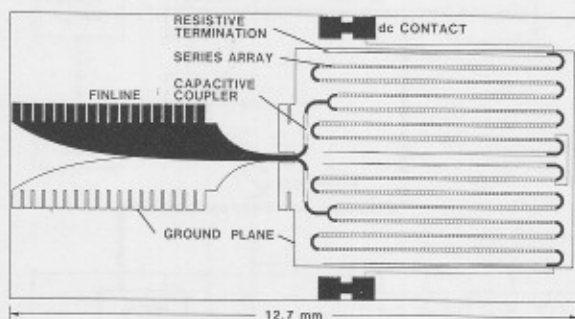 RESISTIVE
TERMINATION
dc CONTACT
SERIES ARRAY
FINLINE
CAPACITIVE
COUPLER
GROUND PLANE
12.7 mm